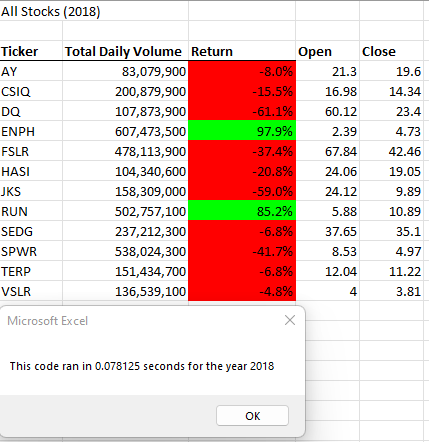 All Stocks (2018)
Ticker Total Daily Volume Return Open Close
AY 83,079,900 -8.0% 21.3 19.6
CSIQ 200,879,900 -15.5% 16.98 14.34
DQ 107,873,900 -61.1% 60.12 23.4
ENPH 607,473,500 97.9% 2.39 4.73
FSLR 478,113,900 -37.4% 67.84 42.46
HASI 104,340,600 -20.8% 24.06 19.05
JKS 158,309,000 -59.0% 24.12 9.89
RUN 502,757,100 85.2% 5.88 10.89
SEDG 237,212,300 -6.8% 37.65 35.1
SPWR 538,024,300 -41.7% 8.53 4.97
TERP 151,434,700 -6.8% 12.04 11.22
VSLR 136,539,100 -4.8% 4 3.81
Microsoft Excel
This code ran in 0.078125 seconds for the year 2018
OK